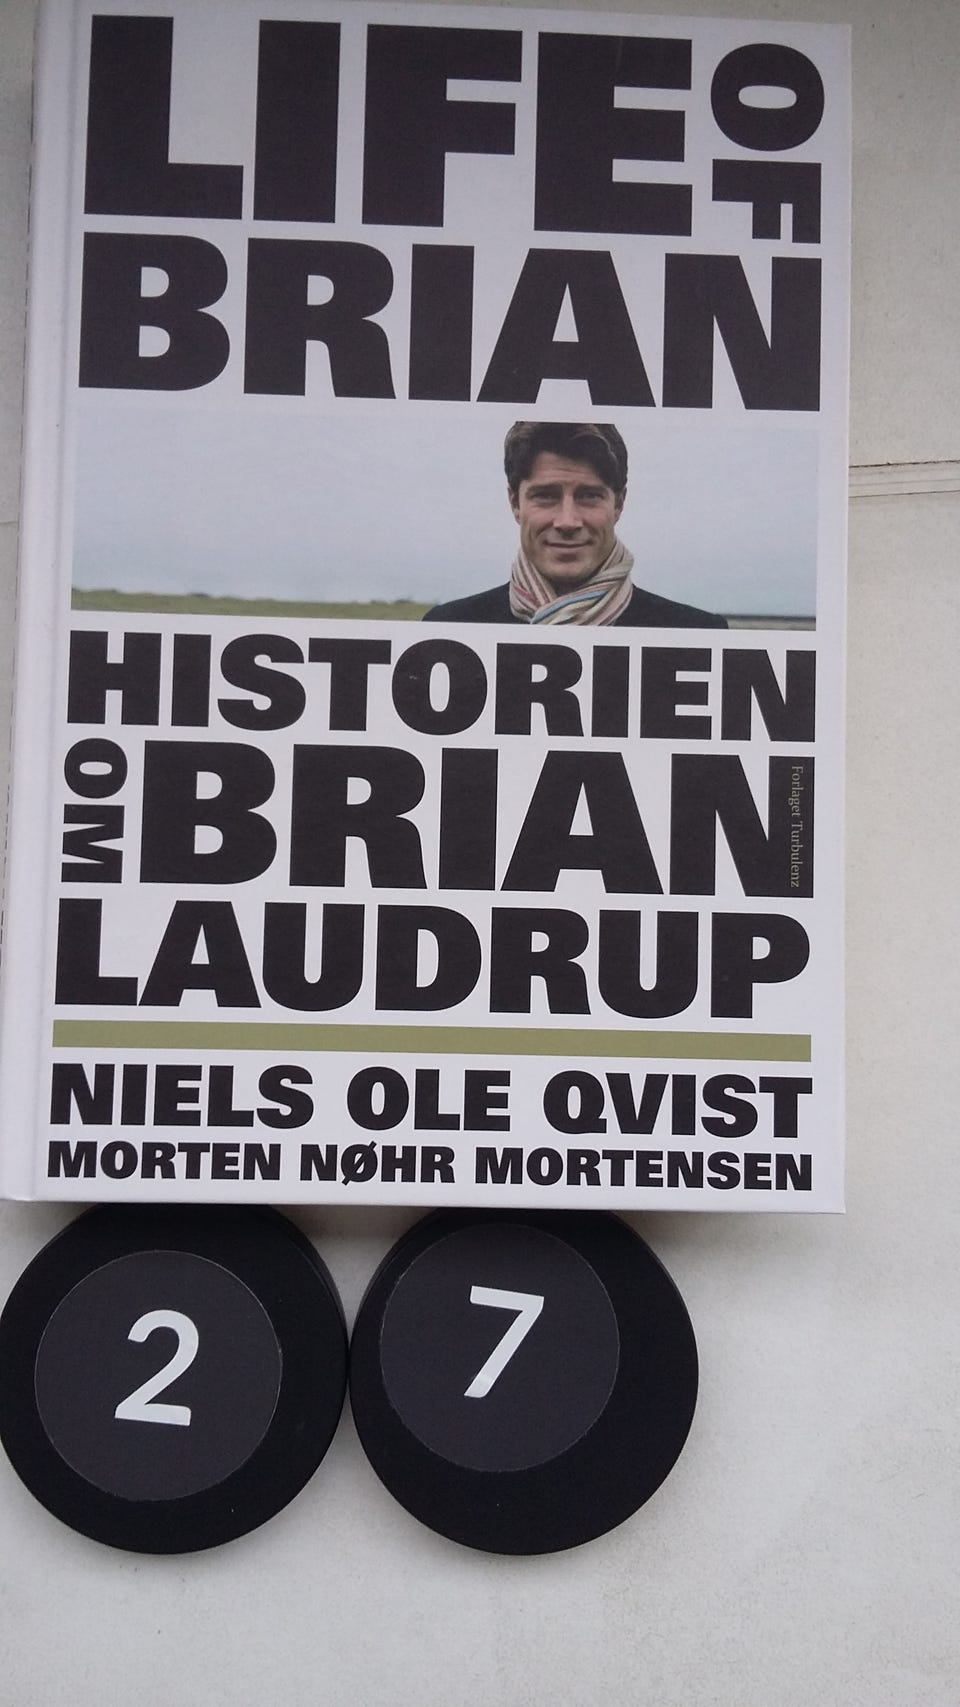 LIFE OF
BRIAN
HISTORIEN
OM BRIAN
Forlaget Turbulenz
LAUDRUP
NIELS OLE QVIST
MORTEN NØHR MORTENSEN
2 7